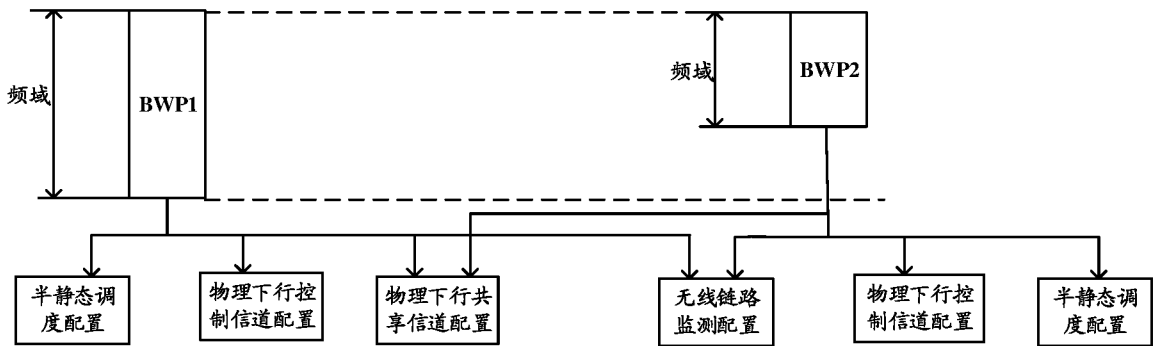 频域
BWP1
频域
BWP2
半静态调
度配置
物理下行控
制信道配置
物理下行共
享信道配置
无线链路
监测配置
物理下行控
制信道配置
半静态调
度配置